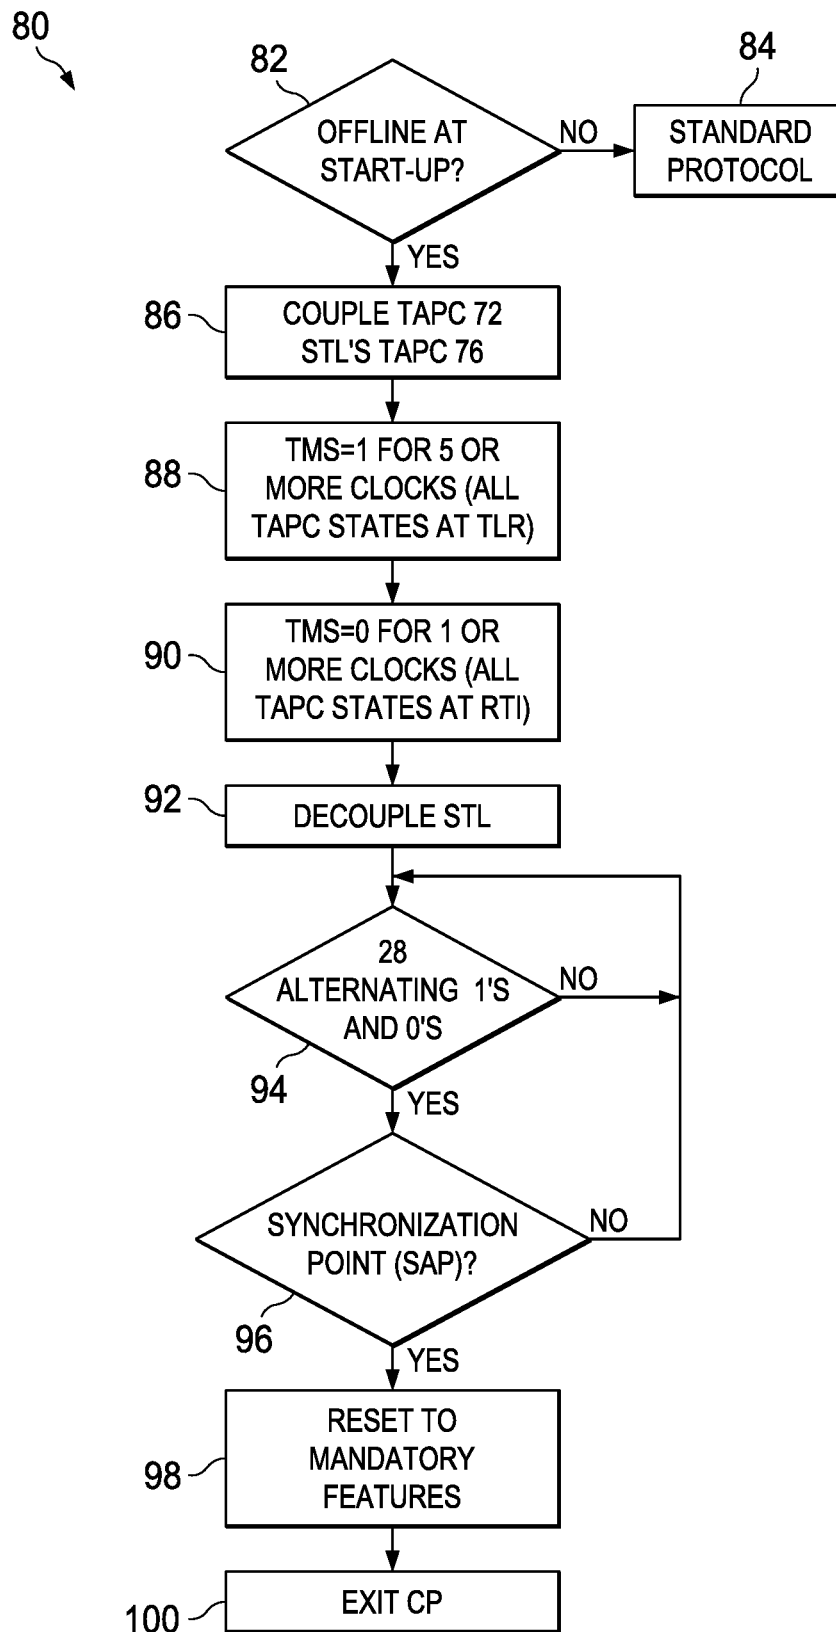 80
82
OFFLINE AT
START-UP?
NO
84
STANDARD
PROTOCOL
YES
86
COUPLE TAPC 72
STL'S TAPC 76
88
TMS=1 FOR 5 OR
MORE CLOCKS (ALL
TAPC STATES AT TLR)
90
TMS=0 FOR 1 OR
MORE CLOCKS (ALL
TAPC STATES AT RTI)
92
DECOUPLE STL
28
ALTERNATING 1'S
AND 0'S
NO
94
YES
SYNCHRONIZATION
POINT (SAP)?
NO
96
YES
98
RESET TO
MANDATORY
FEATURES
100
EXIT CP